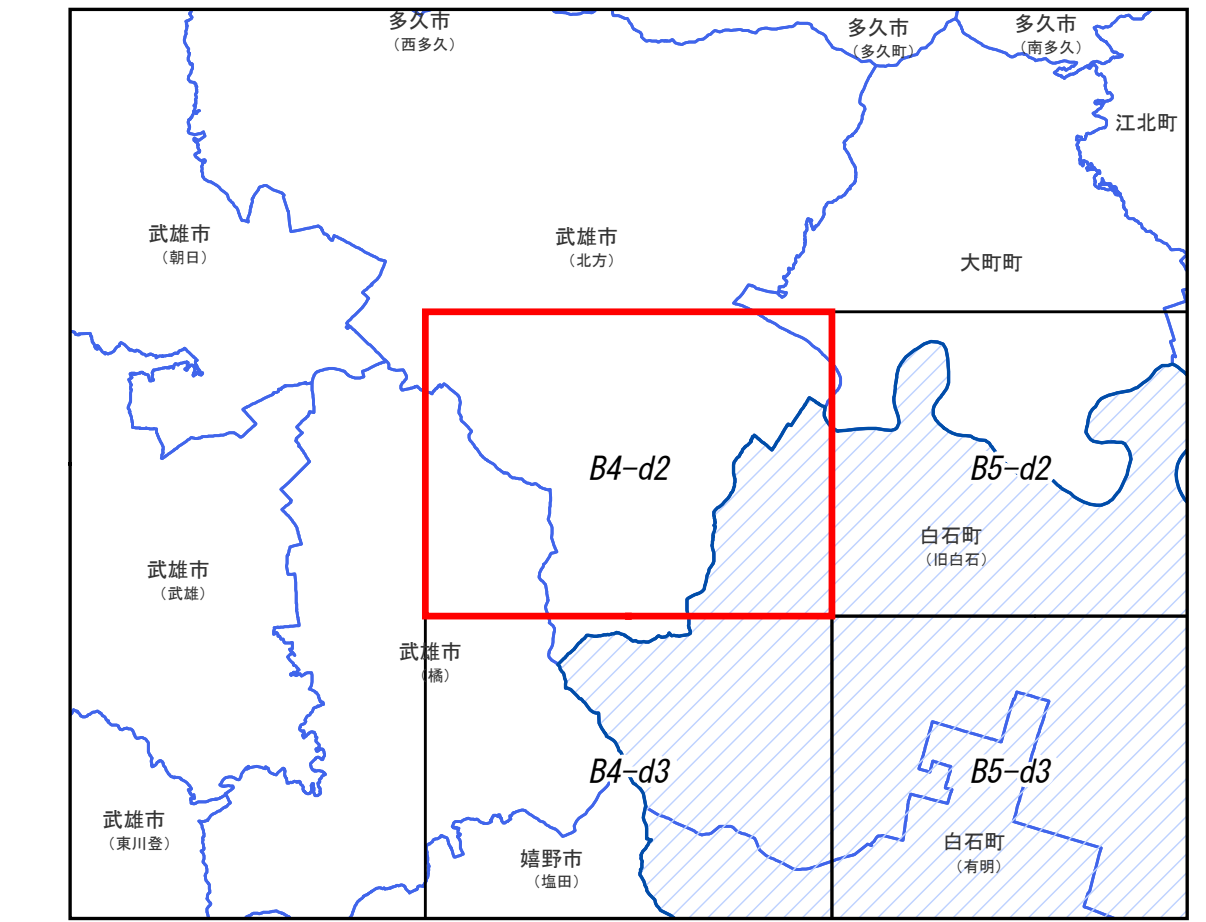 多久市
（西多久）
多久市
（多久町）
多久市
（南多久）
江北町
武雄市
（朝日）
武雄市
（北方）
大町町
B4-d2
B5-d2
白石町
（旧白石）
武雄市
（武雄）
武雄市
（橘）
B4-d3
B5-d3
武雄市
（東川登）
嬉野市
（塩田）
白石町
（有明）